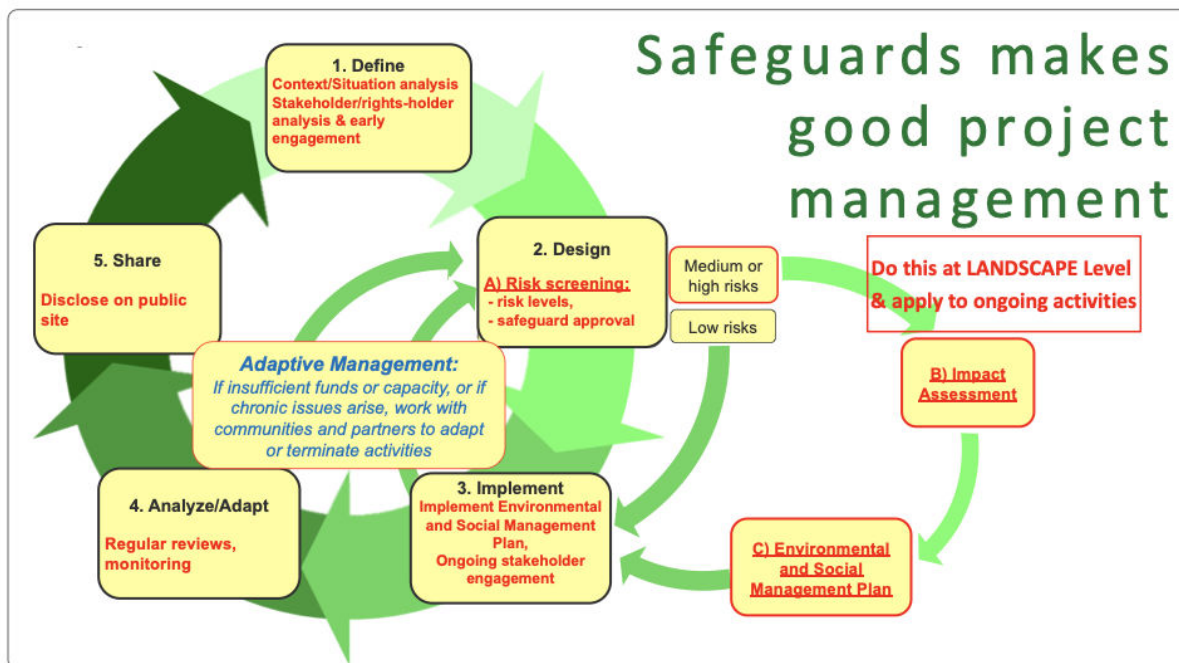 Safeguards makes
good project
management
1. Define
Context/Situation analysis
Stakeholder/rights-holder
analysis & early
engagement
2. Design
A) Risk screening:
- risk levels,
- safeguard approval
Medium or
high risks
Low risks
Do this at LANDSCAPE Level
& apply to ongoing activities
B) Impact
Assessment
C) Environmental
and Social
Management Plan
3. Implement
Implement Environmental
and Social Management
Plan,
Ongoing stakeholder
engagement
4. Analyze/Adapt
Regular reviews,
monitoring
5. Share
Disclose on public
site
Adaptive Management:
If insufficient funds or capacity, or if
chronic issues arise, work with
communities and partners to adapt
or terminate activities